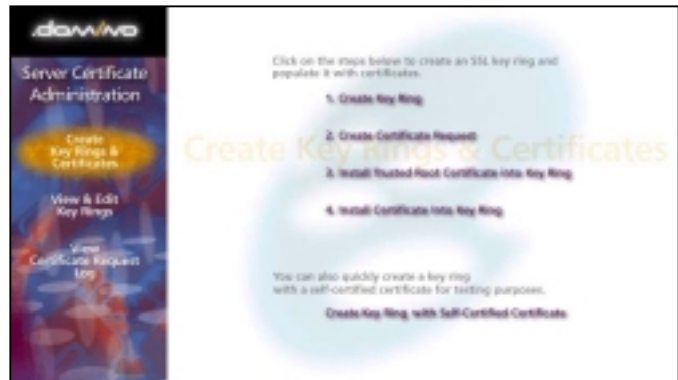 .domino
Server Certificate
Administration
Create
Key Rings &
Certificates
View & Edit
Key Rings
View
Certificate Request
Log
Click on the steps below to create an SSL key ring and
populate it with certificates.
1. Create Key Ring
2. Create Certificate Request
Create Key Rings & Certificates
3. Install Trusted Root Certificate into Key Ring
4. Install Certificate into Key Ring
You can also quickly create a key ring
with a self-certified certificate for testing purposes.
Create Key Ring with Self-Certified Certificate